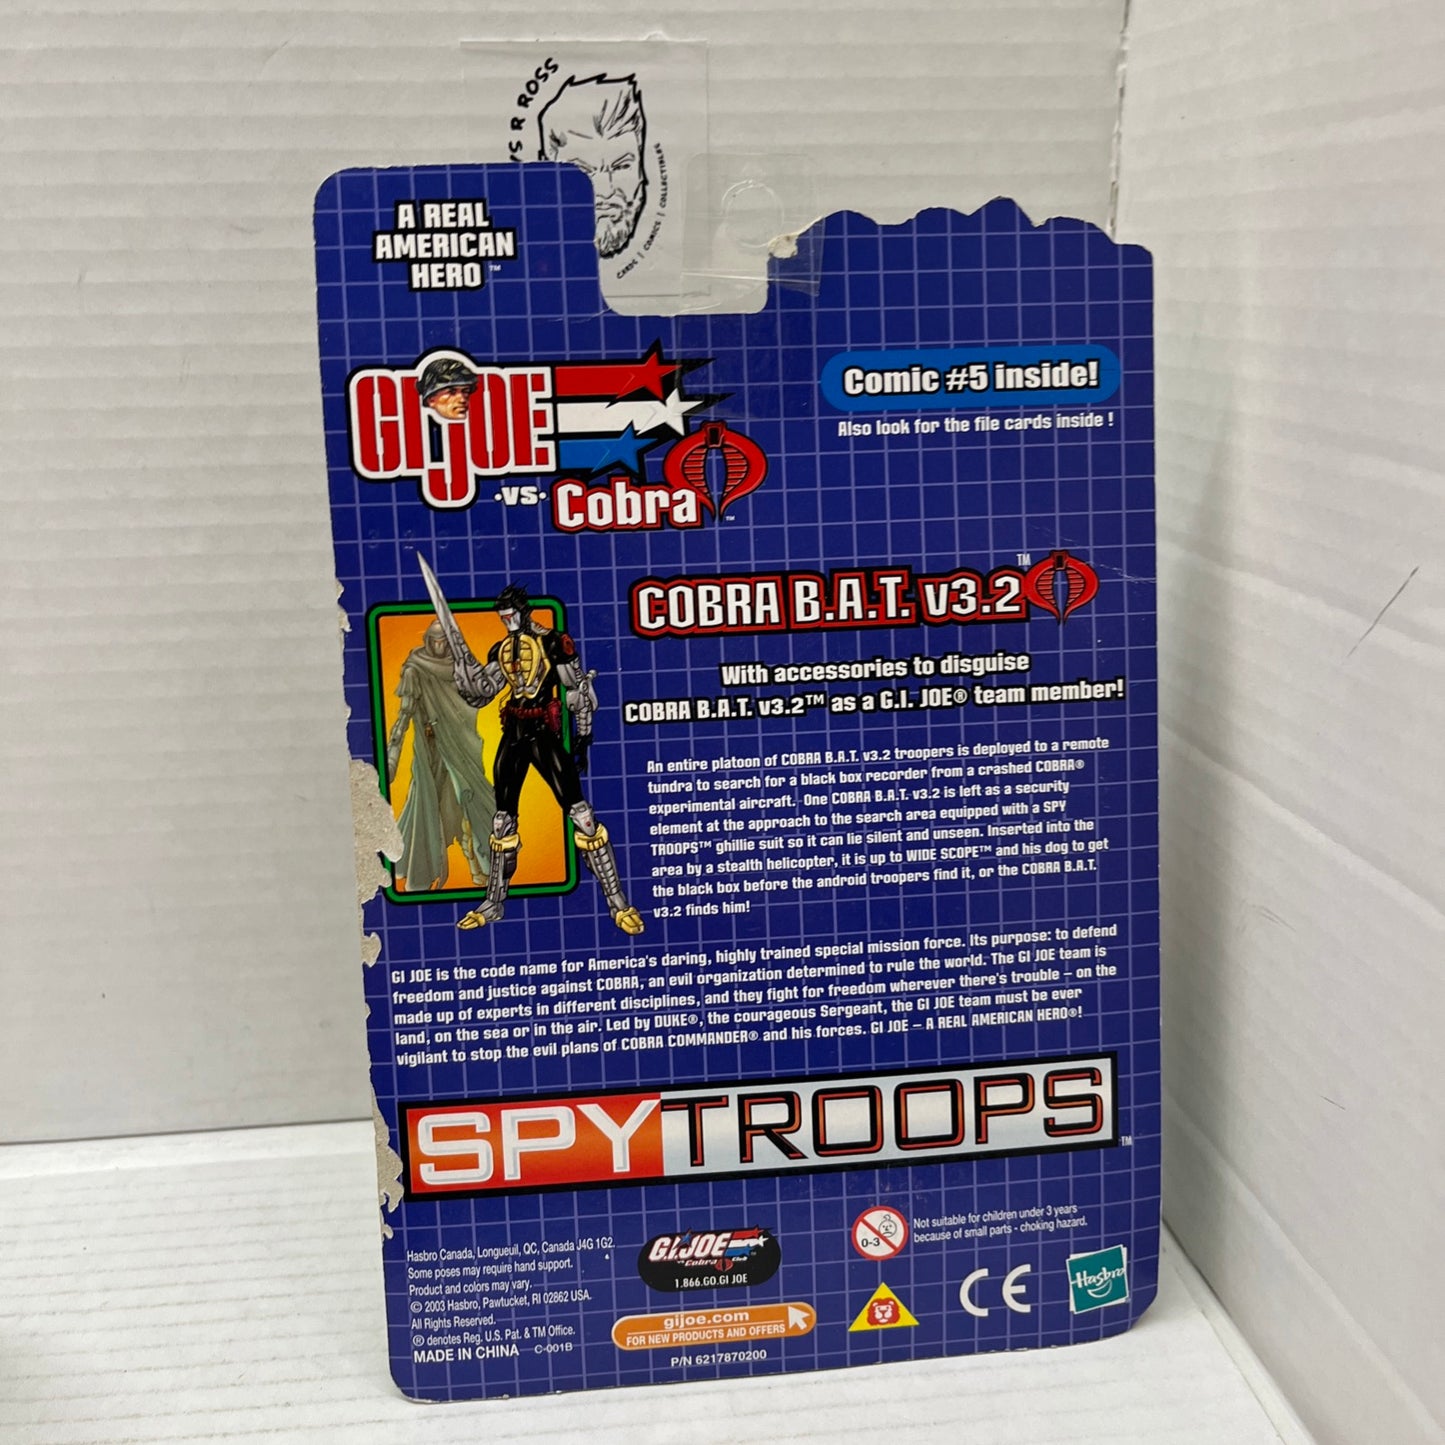 R ROSS
CARDS | COMICS | COLLECTIBLES
A REAL
AMERICAN
HERO™
GI JOE
·VS· Cobra™
Comic #5 inside!
Also look for the file cards inside !
COBRA B.A.T. v3.2™
With accessories to disguise
COBRA B.A.T. v3.2™ as a G.I. JOE® team member!
An entire platoon of COBRA B.A.T. v3.2 troopers is deployed to a remote
tundra to search for a black box recorder from a crashed COBRA®
experimental aircraft. One COBRA B.A.T. v3.2 is left as a security
element at the approach to the search area equipped with a SPY
TROOPS™ ghillie suit so it can lie silent and unseen. Inserted into the
area by a stealth helicopter, it is up to WIDE SCOPE™ and his dog to get
the black box before the android troopers find it, or the COBRA B.A.T.
v3.2 finds him!
GI JOE is the code name for America's daring, highly trained special mission force. Its purpose: to defend
freedom and justice against COBRA, an evil organization determined to rule the world. The GI JOE team is
made up of experts in different disciplines, and they fight for freedom wherever there's trouble – on the
land, on the sea or in the air. Led by DUKE®, the courageous Sergeant, the GI JOE team must be ever
vigilant to stop the evil plans of COBRA COMMANDER® and his forces. GI JOE – A REAL AMERICAN HERO®!
SPYTROOPS™
Hasbro Canada, Longueuil, QC, Canada J4G 1G2.
Some poses may require hand support.
Product and colors may vary.
© 2003 Hasbro, Pawtucket, RI 02862 USA.
All Rights Reserved.
® denotes Reg. U.S. Pat. & TM Office.
MADE IN CHINA C-001B
G.I. JOE
vs Cobra Club™
1.866.GO.GI JOE
gijoe.com
FOR NEW PRODUCTS AND OFFERS
P/N 6217870200
0-3
Not suitable for children under 3 years
because of small parts - choking hazard.
CE
Hasbro